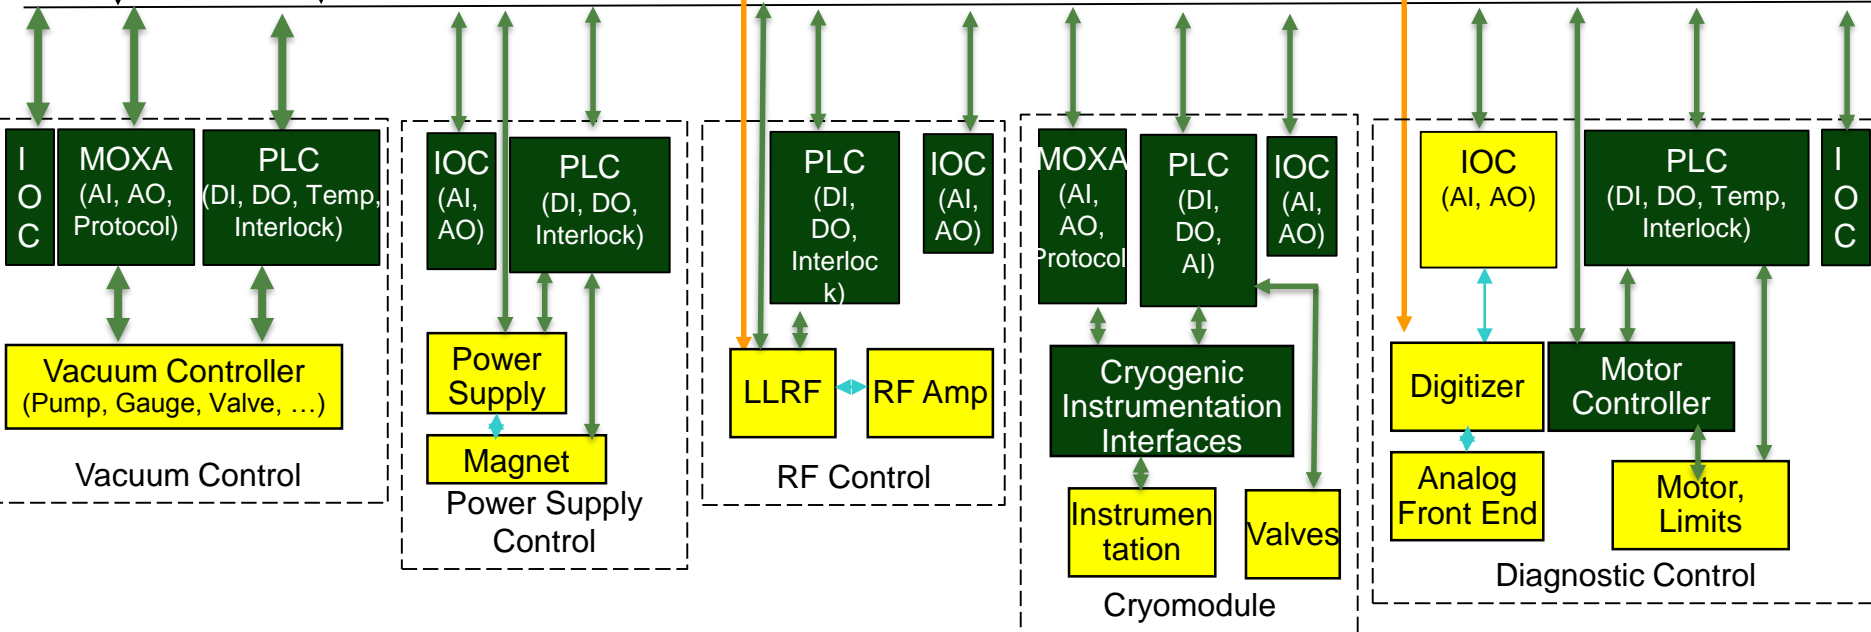 I
O
C
MOXA
(AI, AO,
Protocol)
PLC
(DI, DO, Temp,
Interlock)
Vacuum Controller
(Pump, Gauge, Valve, …)
Vacuum Control
IOC
(AI,
AO)
PLC
(DI, DO,
Interlock)
Power
Supply
Magnet
Power Supply
Control
PLC
(DI,
DO,
Interloc
k)
IOC
(AI,
AO)
LLRF
RF Amp
RF Control
MOXA
(AI,
AO,
Protocol
PLC
(DI,
DO,
AI)
IOC
(AI,
AO)
Cryogenic
Instrumentation
Interfaces
Instrumen
tation
Valves
Cryomodule
IOC
(AI, AO)
PLC
(DI, DO, Temp,
Interlock)
I
O
C
Digitizer
Motor
Controller
Analog
Front End
Motor,
Limits
Diagnostic Control